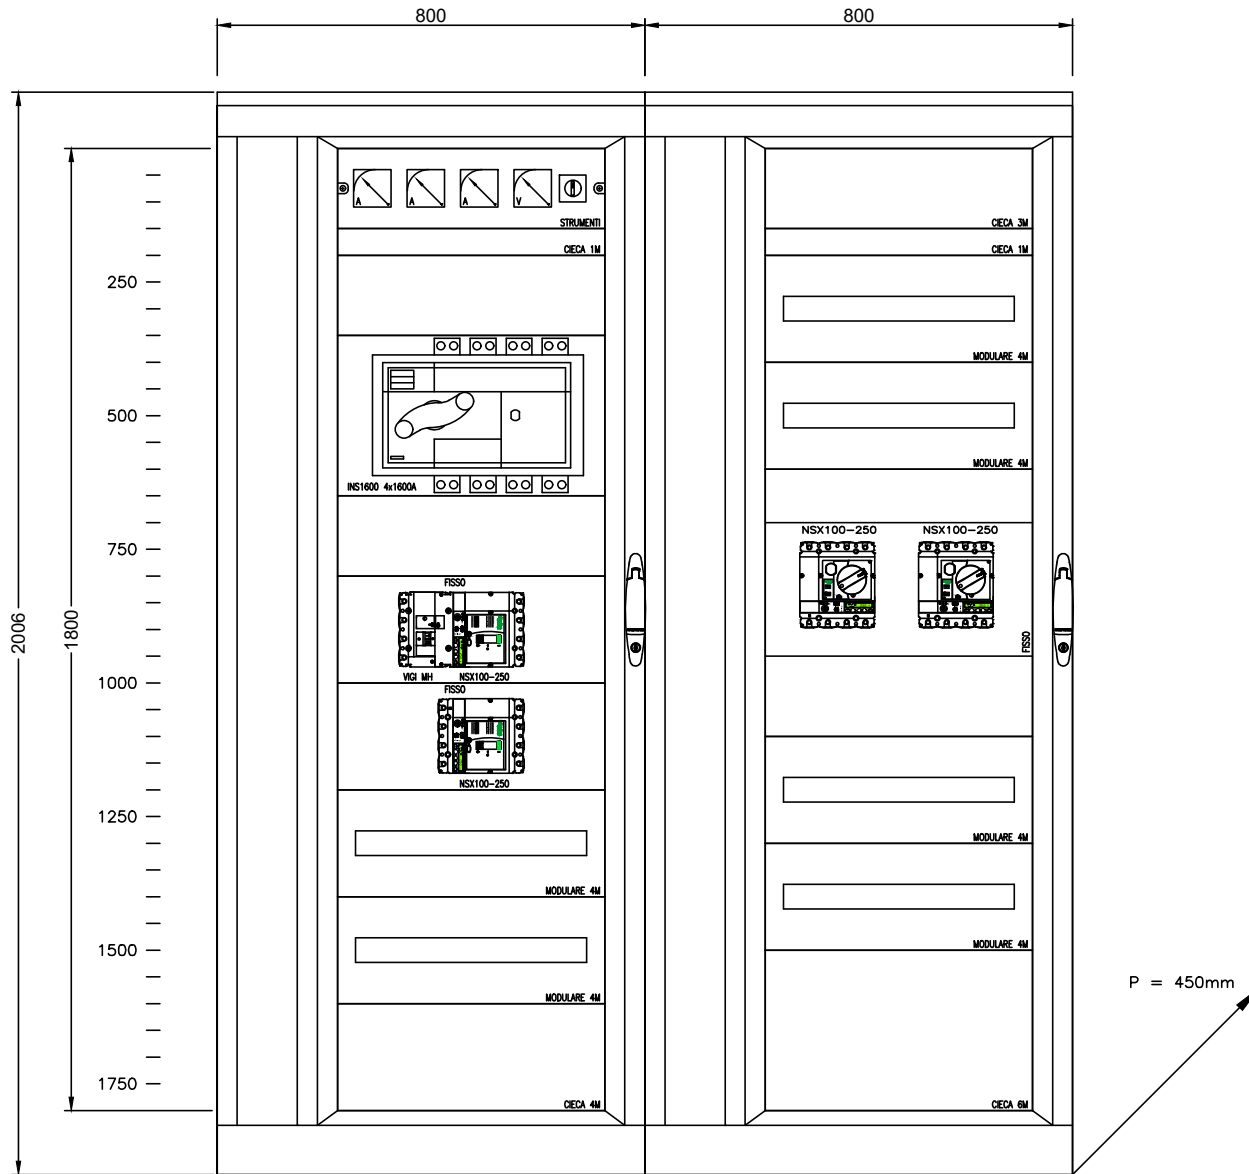 800
800
2006
1800
A
A
A
V
STRUMENTI
CIECA 1M
250
500
INS1600 4x1600A
750
FISSO
VIGI MH
NSX100-250
1000
FISSO
NSX100-250
1250
MODULARE 4M
1500
MODULARE 4M
1750
CIECA 4M
CIECA 3M
CIECA 1M
MODULARE 4M
MODULARE 4M
NSX100-250
NSX100-250
FISSO
MODULARE 4M
MODULARE 4M
CIECA 6M
P = 450mm